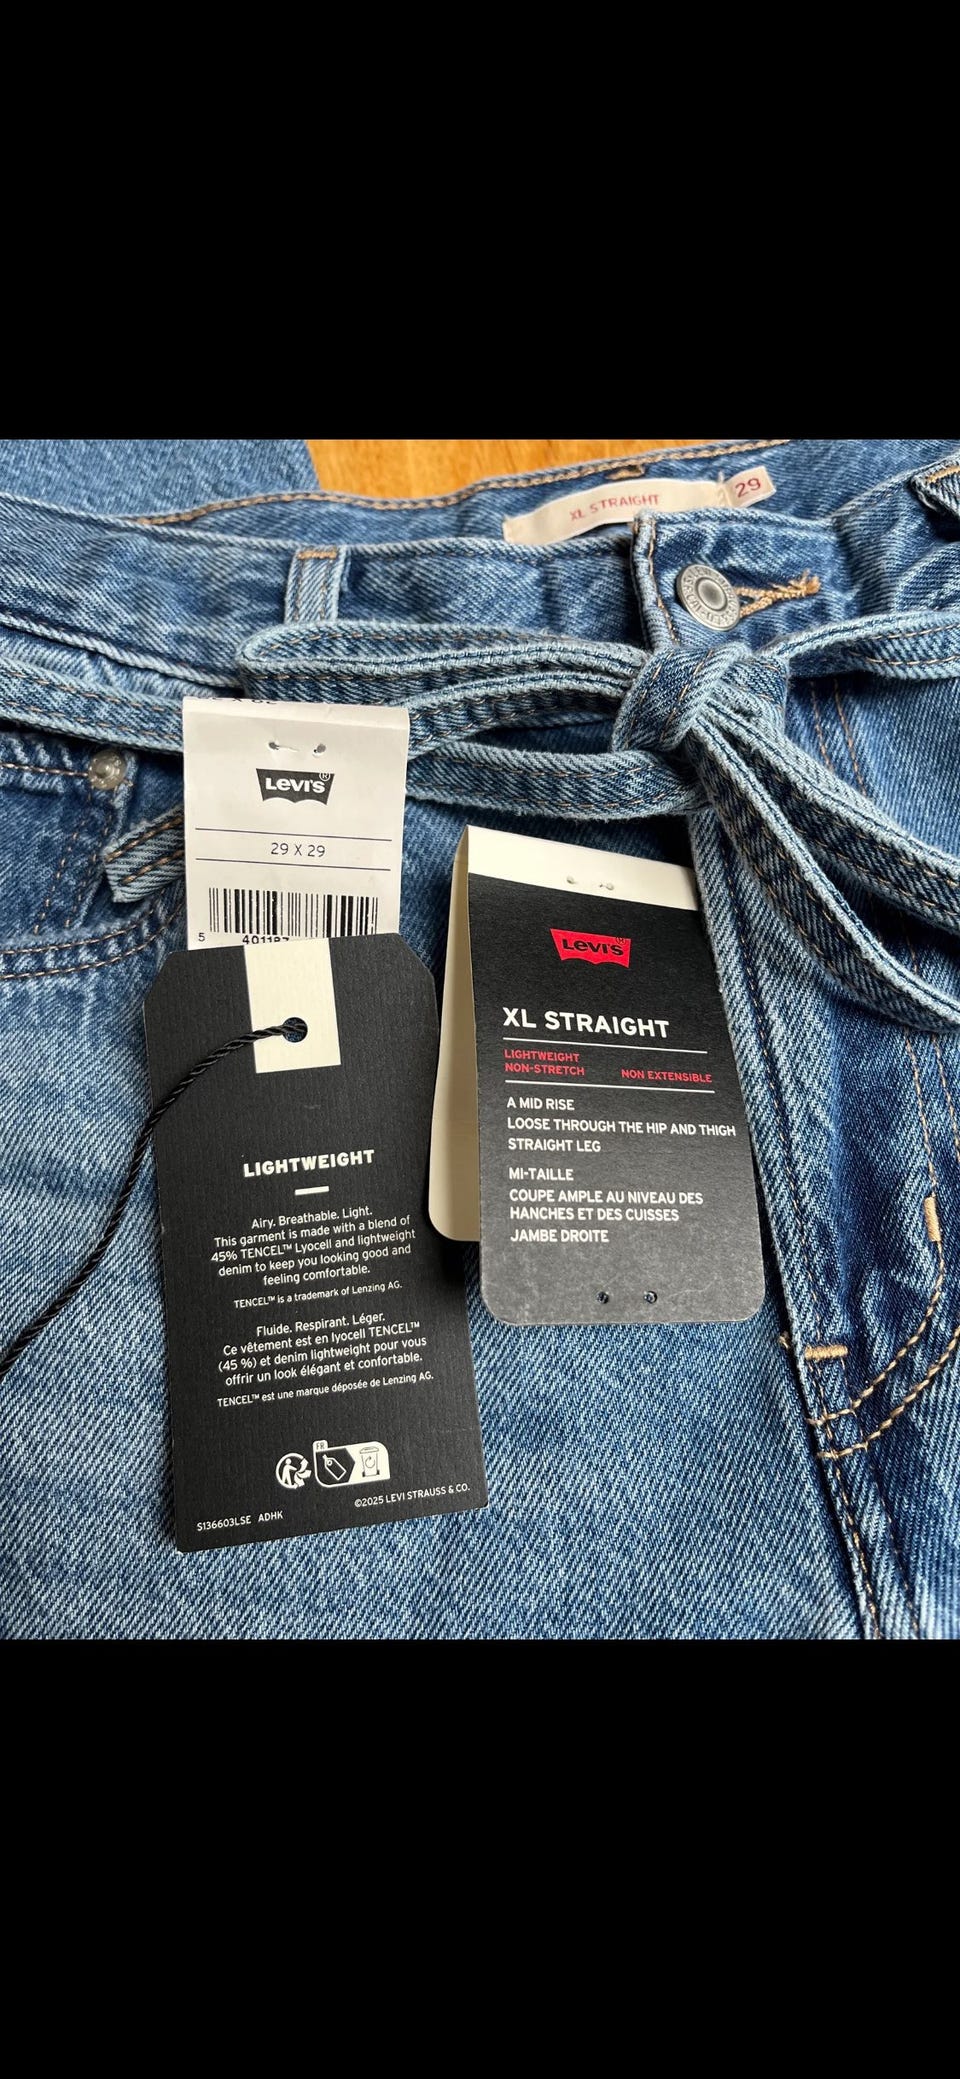 XL STRAIGHT
29
Levi's®
29 X 29
5 401187
Levi's®
XL STRAIGHT
LIGHTWEIGHT
NON-STRETCH NON EXTENSIBLE
A MID RISE
LOOSE THROUGH THE HIP AND THIGH
STRAIGHT LEG
MI-TAILLE
COUPE AMPLE AU NIVEAU DES
HANCHES ET DES CUISSES
JAMBE DROITE
LIGHTWEIGHT
Airy. Breathable. Light.
This garment is made with a blend of
45% TENCEL™ Lyocell and lightweight
denim to keep you looking good and
feeling comfortable.
TENCEL™ is a trademark of Lenzing AG.
Fluide. Respirant. Léger.
Ce vêtement est en lyocell TENCEL™
(45 %) et denim lightweight pour vous
offrir un look élégant et confortable.
TENCEL™ est une marque déposée de Lenzing AG.
FR
©2025 LEVI STRAUSS & CO.
S136603LSE ADHK